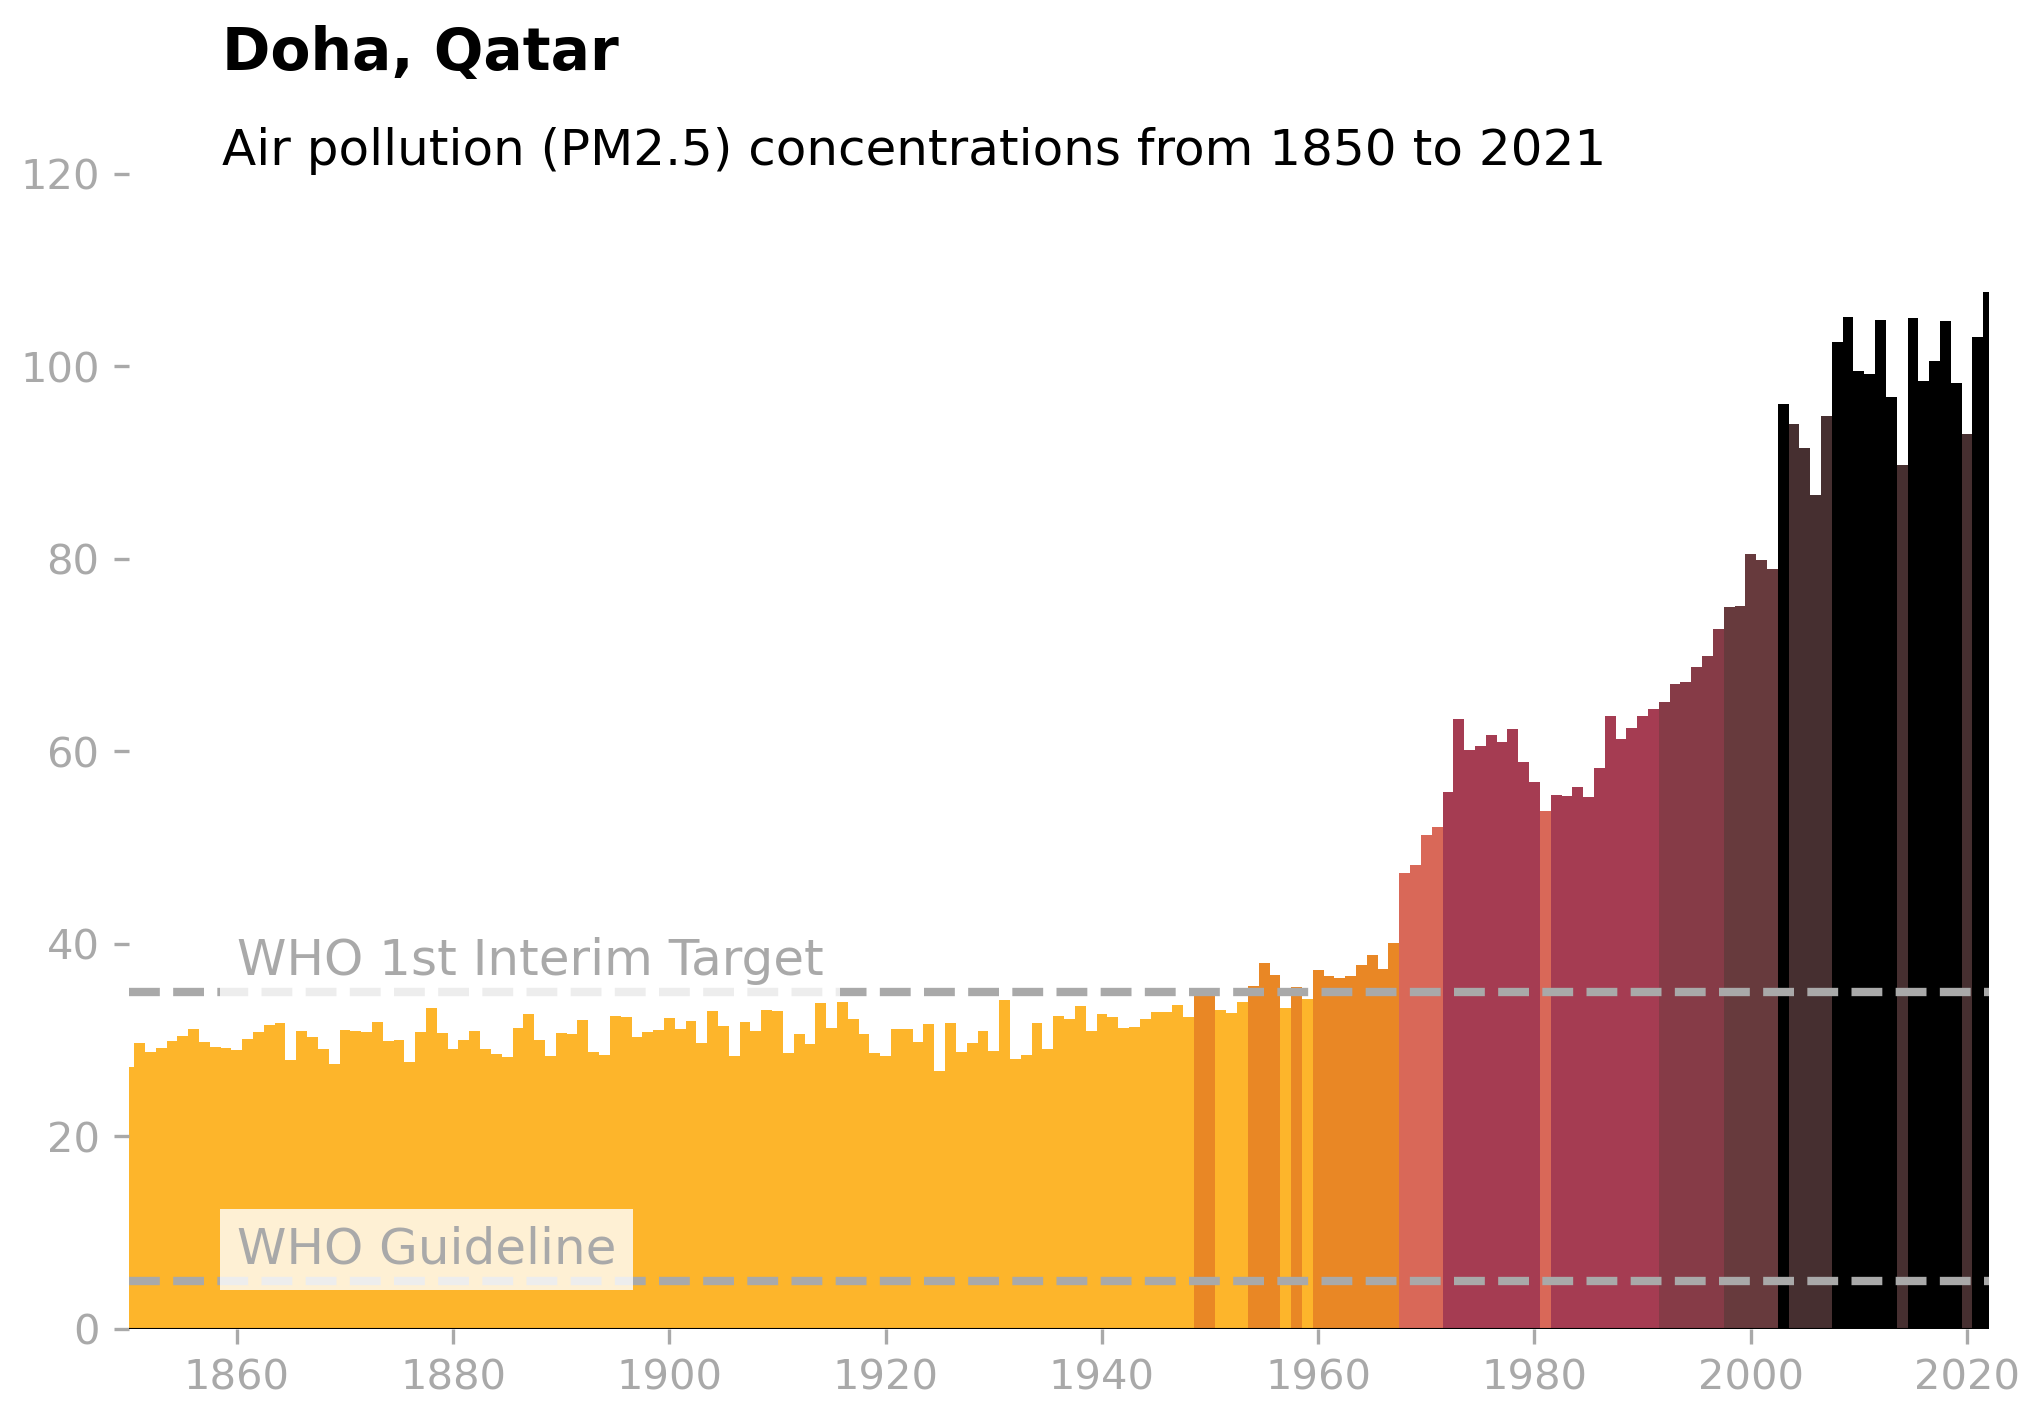 Doha, Qatar
Air pollution (PM2.5) concentrations from 1850 to 2021
120
100
80
60
40
20
0
WHO 1st Interim Target
WHO Guideline
1860 1880 1900 1920 1940 1960 1980 2000 2020